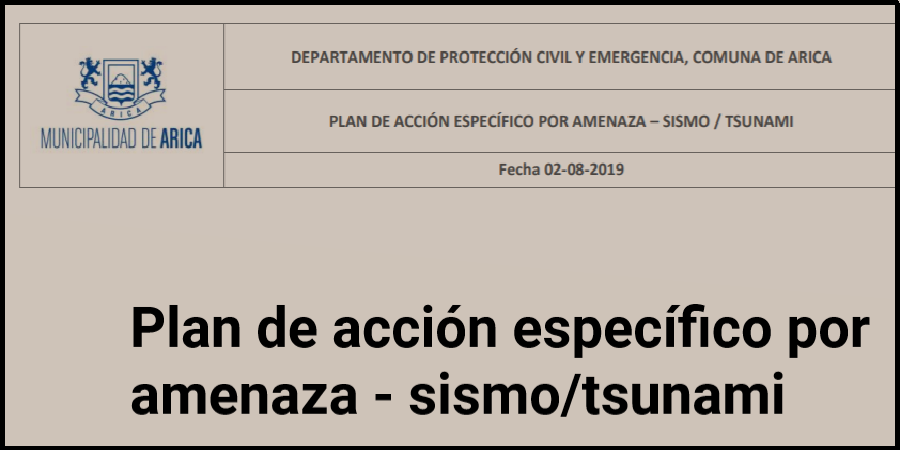 DEPARTAMENTO DE PROTECCIÓN CIVIL Y EMERGENCIA, COMUNA DE ARICA
ARICA
MUNICIPALIDAD DE ARICA
PLAN DE ACCIÓN ESPECÍFICO POR AMENAZA – SISMO / TSUNAMI
Fecha 02-08-2019
Plan de acción específico por
amenaza - sismo/tsunami